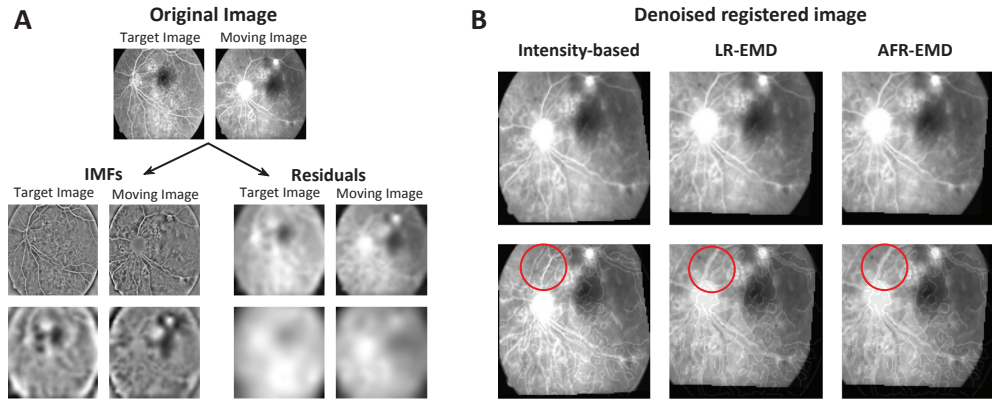 A
Original Image
Target Image Moving Image
IMFs
Residuals
Target Image Moving Image
Target Image Moving Image
B
Denoised registered image
Intensity-based
LR-EMD
AFR-EMD